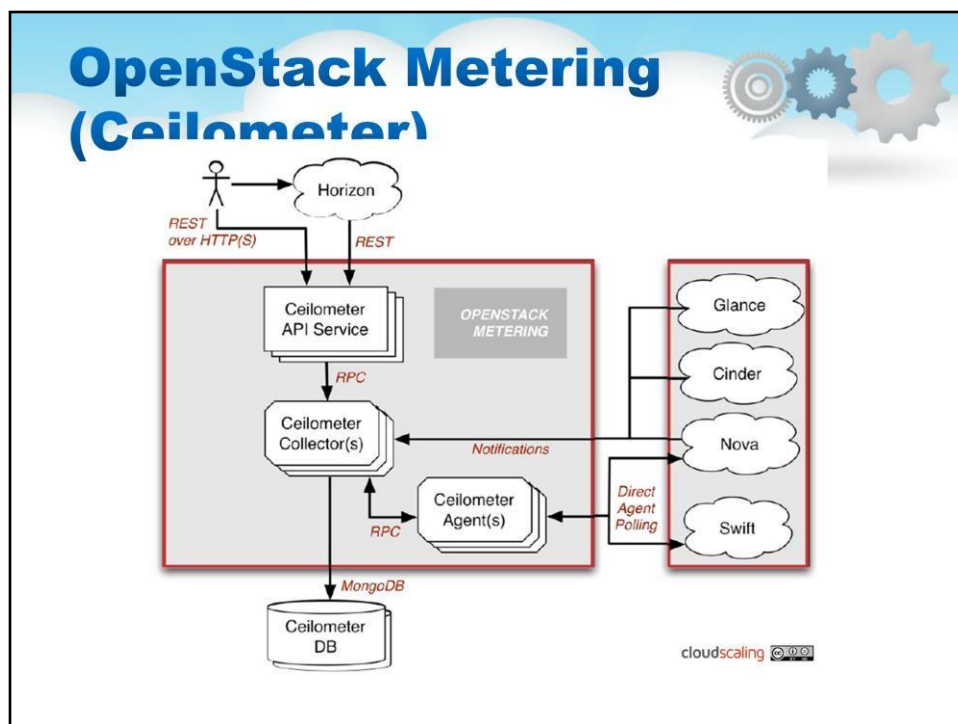 OpenStack Metering
(Ceilometer)
Horizon
REST
over HTTP(S)
REST
Ceilometer
API Service
OPENSTACK
METERING
Glance
RPC
Cinder
Ceilometer
Collector(s)
Notifications
Nova
Ceilometer
Agent(s)
RPC
Direct
Agent
Polling
Swift
MongoDB
Ceilometer
DB
cloudscaling